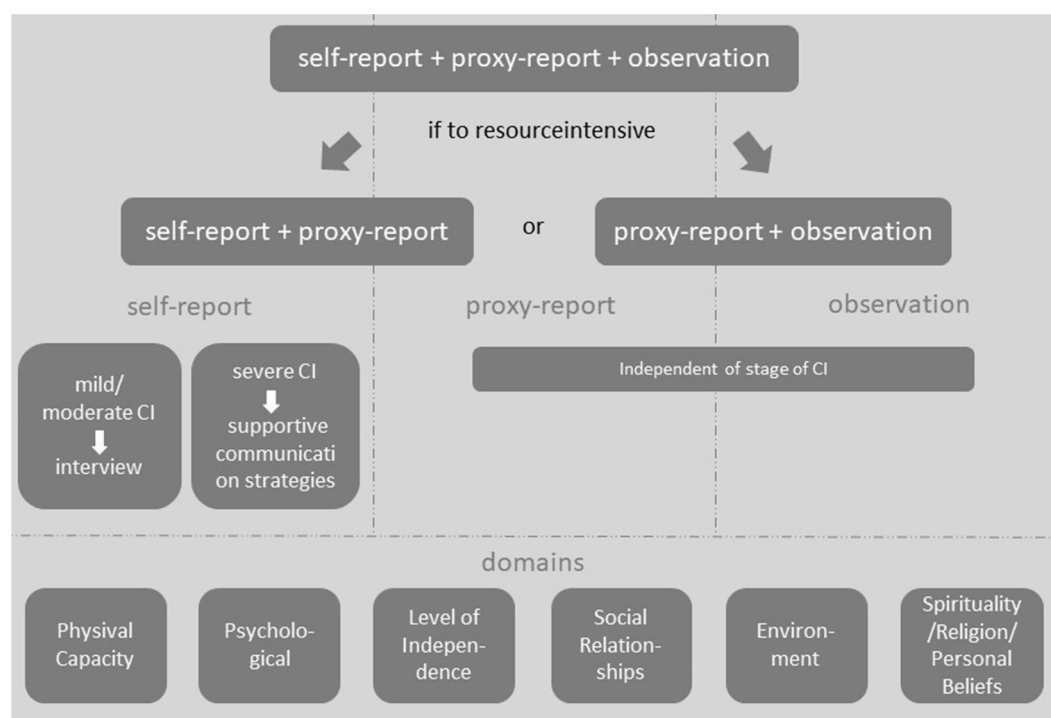 self-report + proxy-report + observation
if to resourceintensive
self-report + proxy-report
or
proxy-report + observation
self-report
proxy-report
observation
mild/
moderate CI
interview
severe CI
supportive
communicati
on strategies
Independent of stage of CI
domains
Physival
Capacity
Psycholo-
gical
Level of
Indepen-
dence
Social
Relation-
ships
Environ-
ment
Spirituality
/Religion/
Personal
Beliefs